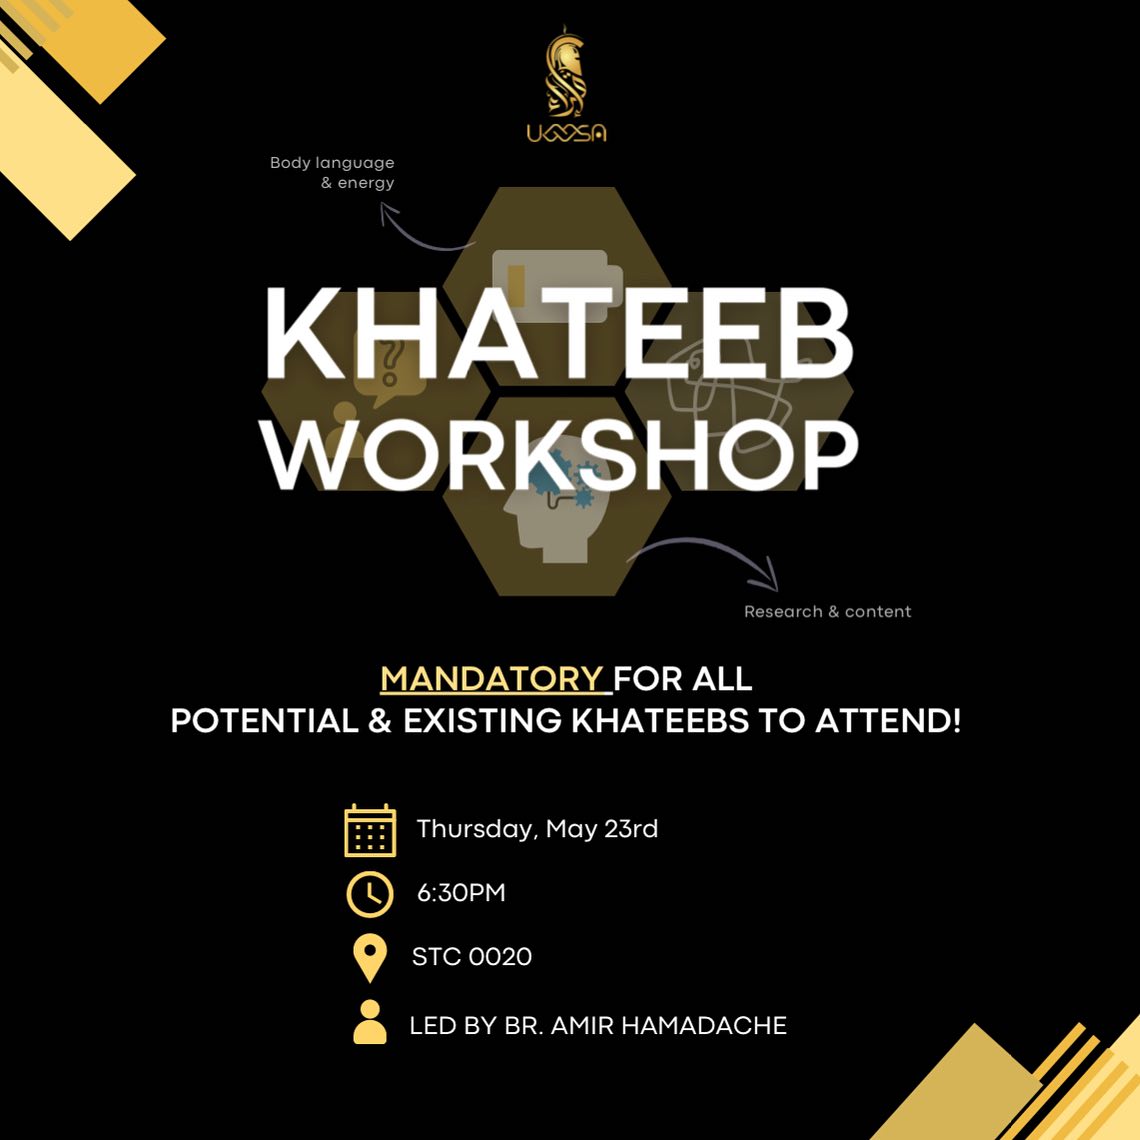 Body language
& energy
KHATEEB
WORKSHOP
?
Research & content
MANDATORY FOR ALL
POTENTIAL & EXISTING KHATEEBS TO ATTEND!
Thursday, May 23rd
6:30PM
STC 0020
LED BY BR. AMIR HAMADACHE